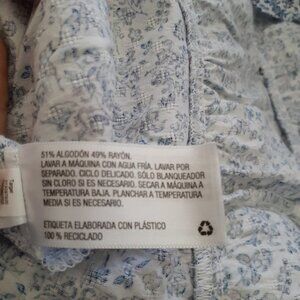 51% ALGODÓN 49% RAYÓN.
LAVAR A MÁQUINA CON AGUA FRÍA. LAVAR POR
SEPARADO. CICLO DELICADO. SÓLO BLANQUEADOR
SIN CLORO SI ES NECESARIO. SECAR A MÁQUINA A
TEMPERATURA BAJA. PLANCHAR A TEMPERATURA
MEDIA SI ES NECESARIO.
ETIQUETA ELABORADA CON PLÁSTICO
100 % RECICLADO